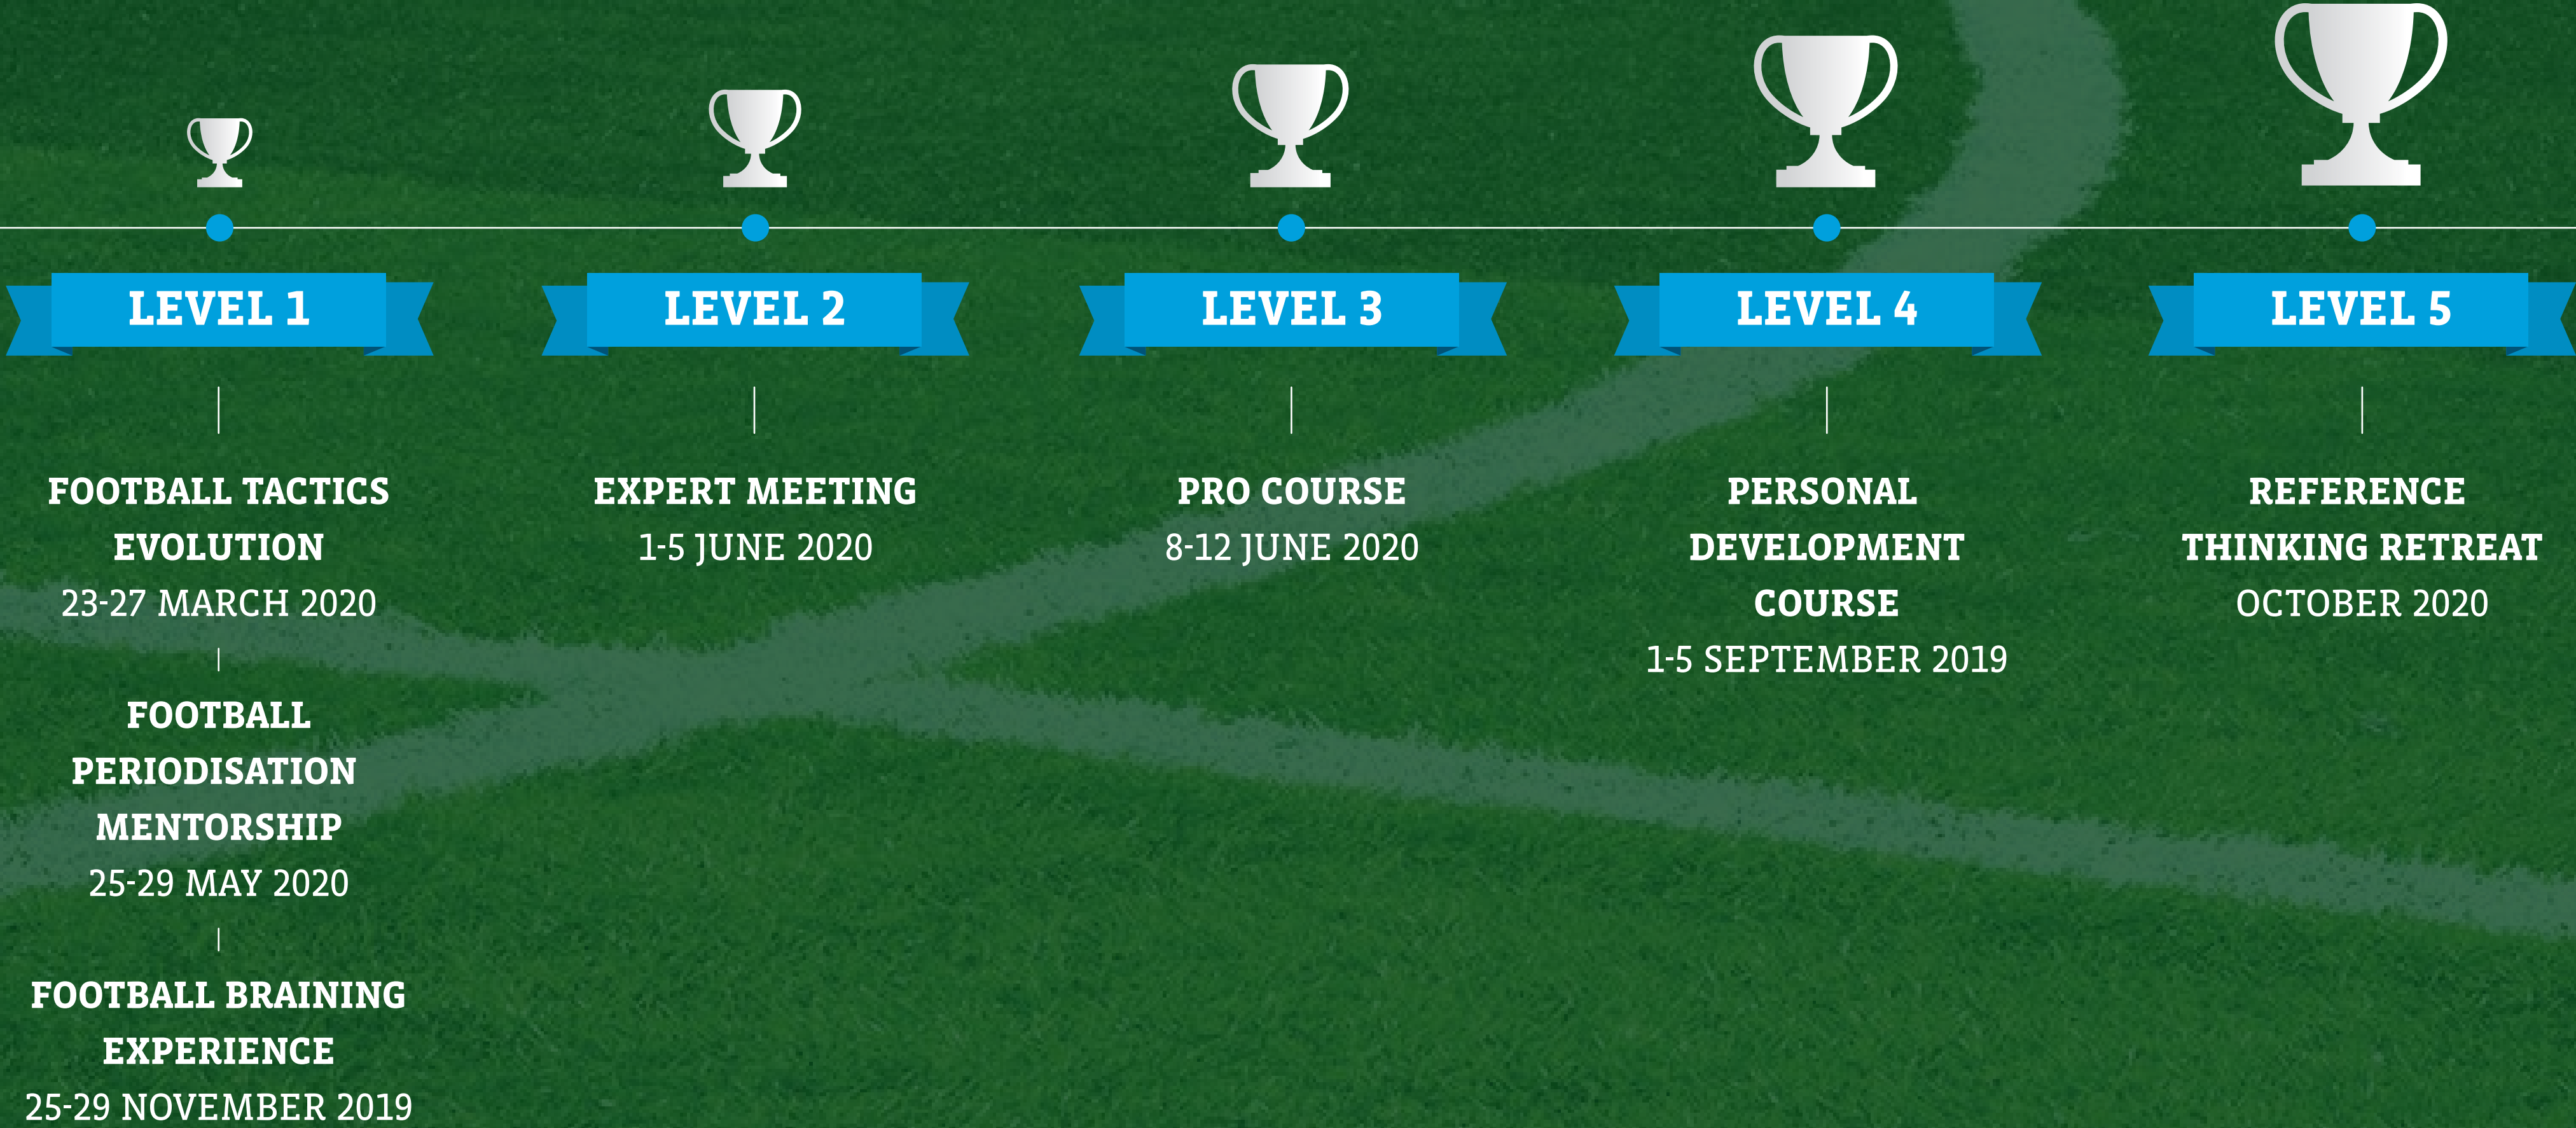 LEVEL 1
FOOTBALL TACTICS
EVOLUTION
23-27 MARCH 2020
FOOTBALL
PERIODISATION
MENTORSHIP
25-29 MAY 2020
FOOTBALL BRAINING
EXPERIENCE
25-29 NOVEMBER 2019
LEVEL 2
EXPERT MEETING
1-5 JUNE 2020
LEVEL 3
PRO COURSE
8-12 JUNE 2020
LEVEL 4
PERSONAL
DEVELOPMENT
COURSE
1-5 SEPTEMBER 2019
LEVEL 5
REFERENCE
THINKING RETREAT
OCTOBER 2020